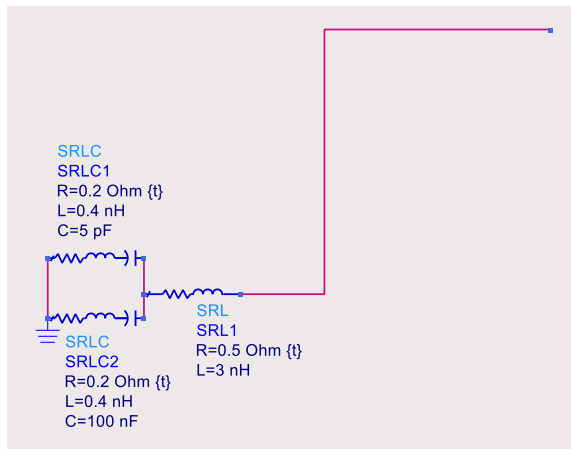 SRLC
SRLC1
R=0.2 Ohm {t}
L=0.4 nH
C=5 pF
SRL
SRL1
R=0.5 Ohm {t}
L=3 nH
SRLC
SRLC2
R=0.2 Ohm {t}
L=0.4 nH
C=100 nF